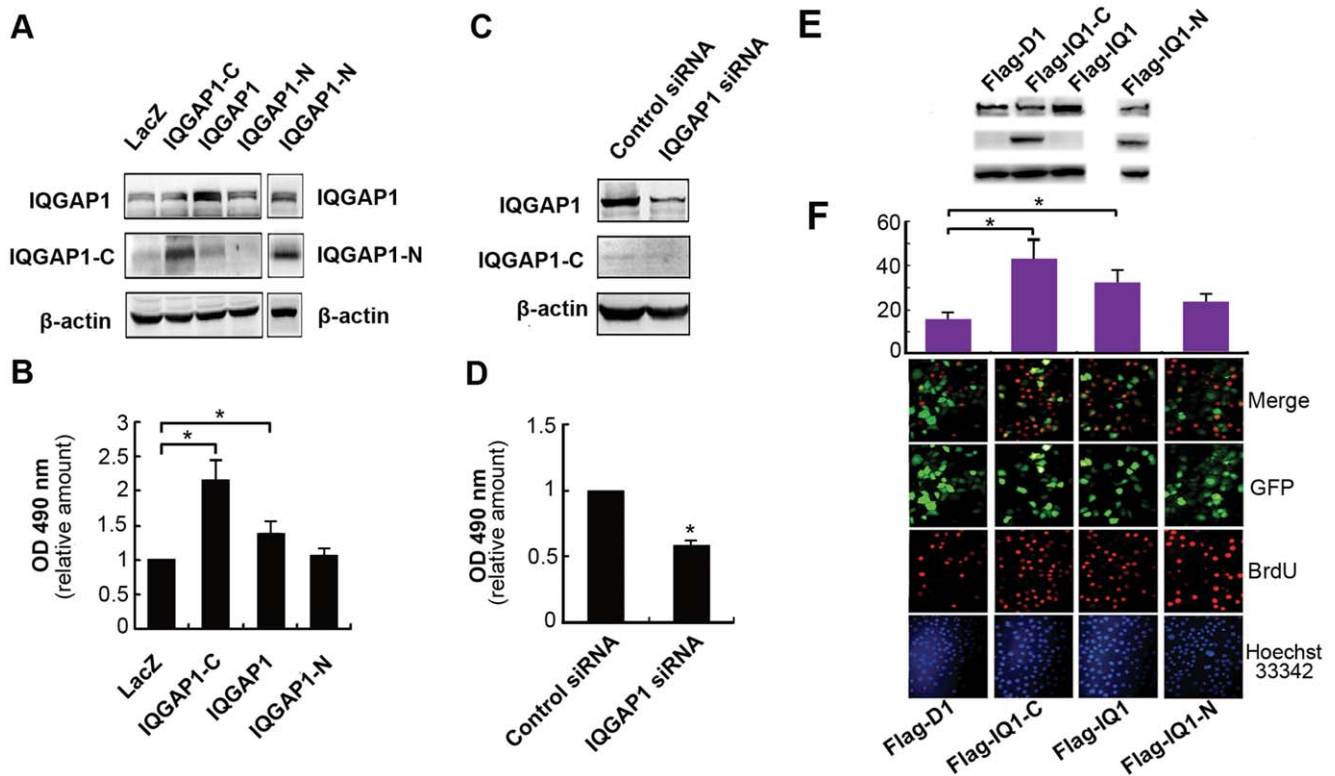 A
LacZ
IQGAP1-C
IQGAP1
IQGAP1-N
IQGAP1-N
IQGAP1
IQGAP1
IQGAP1-C
IQGAP1-N
β-actin
β-actin
B
OD 490 nm
(relative amount)
3
2.5
2
1.5
1
0.5
0
*
*
LacZ
IQGAP1-C
IQGAP1
IQGAP1-N
C
Control siRNA
IQGAP1 siRNA
IQGAP1
IQGAP1-C
β-actin
D
OD 490 nm
(relative amount)
1.5
1
0.5
0
*
Control siRNA
IQGAP1 siRNA
E
Flag-D1
Flag-IQ1-C
Flag-IQ1
Flag-IQ1-N
F
60
40
20
0
*
*
Merge
GFP
BrdU
Hoechst
33342
Flag-D1
Flag-IQ1-C
Flag-IQ1
Flag-IQ1-N